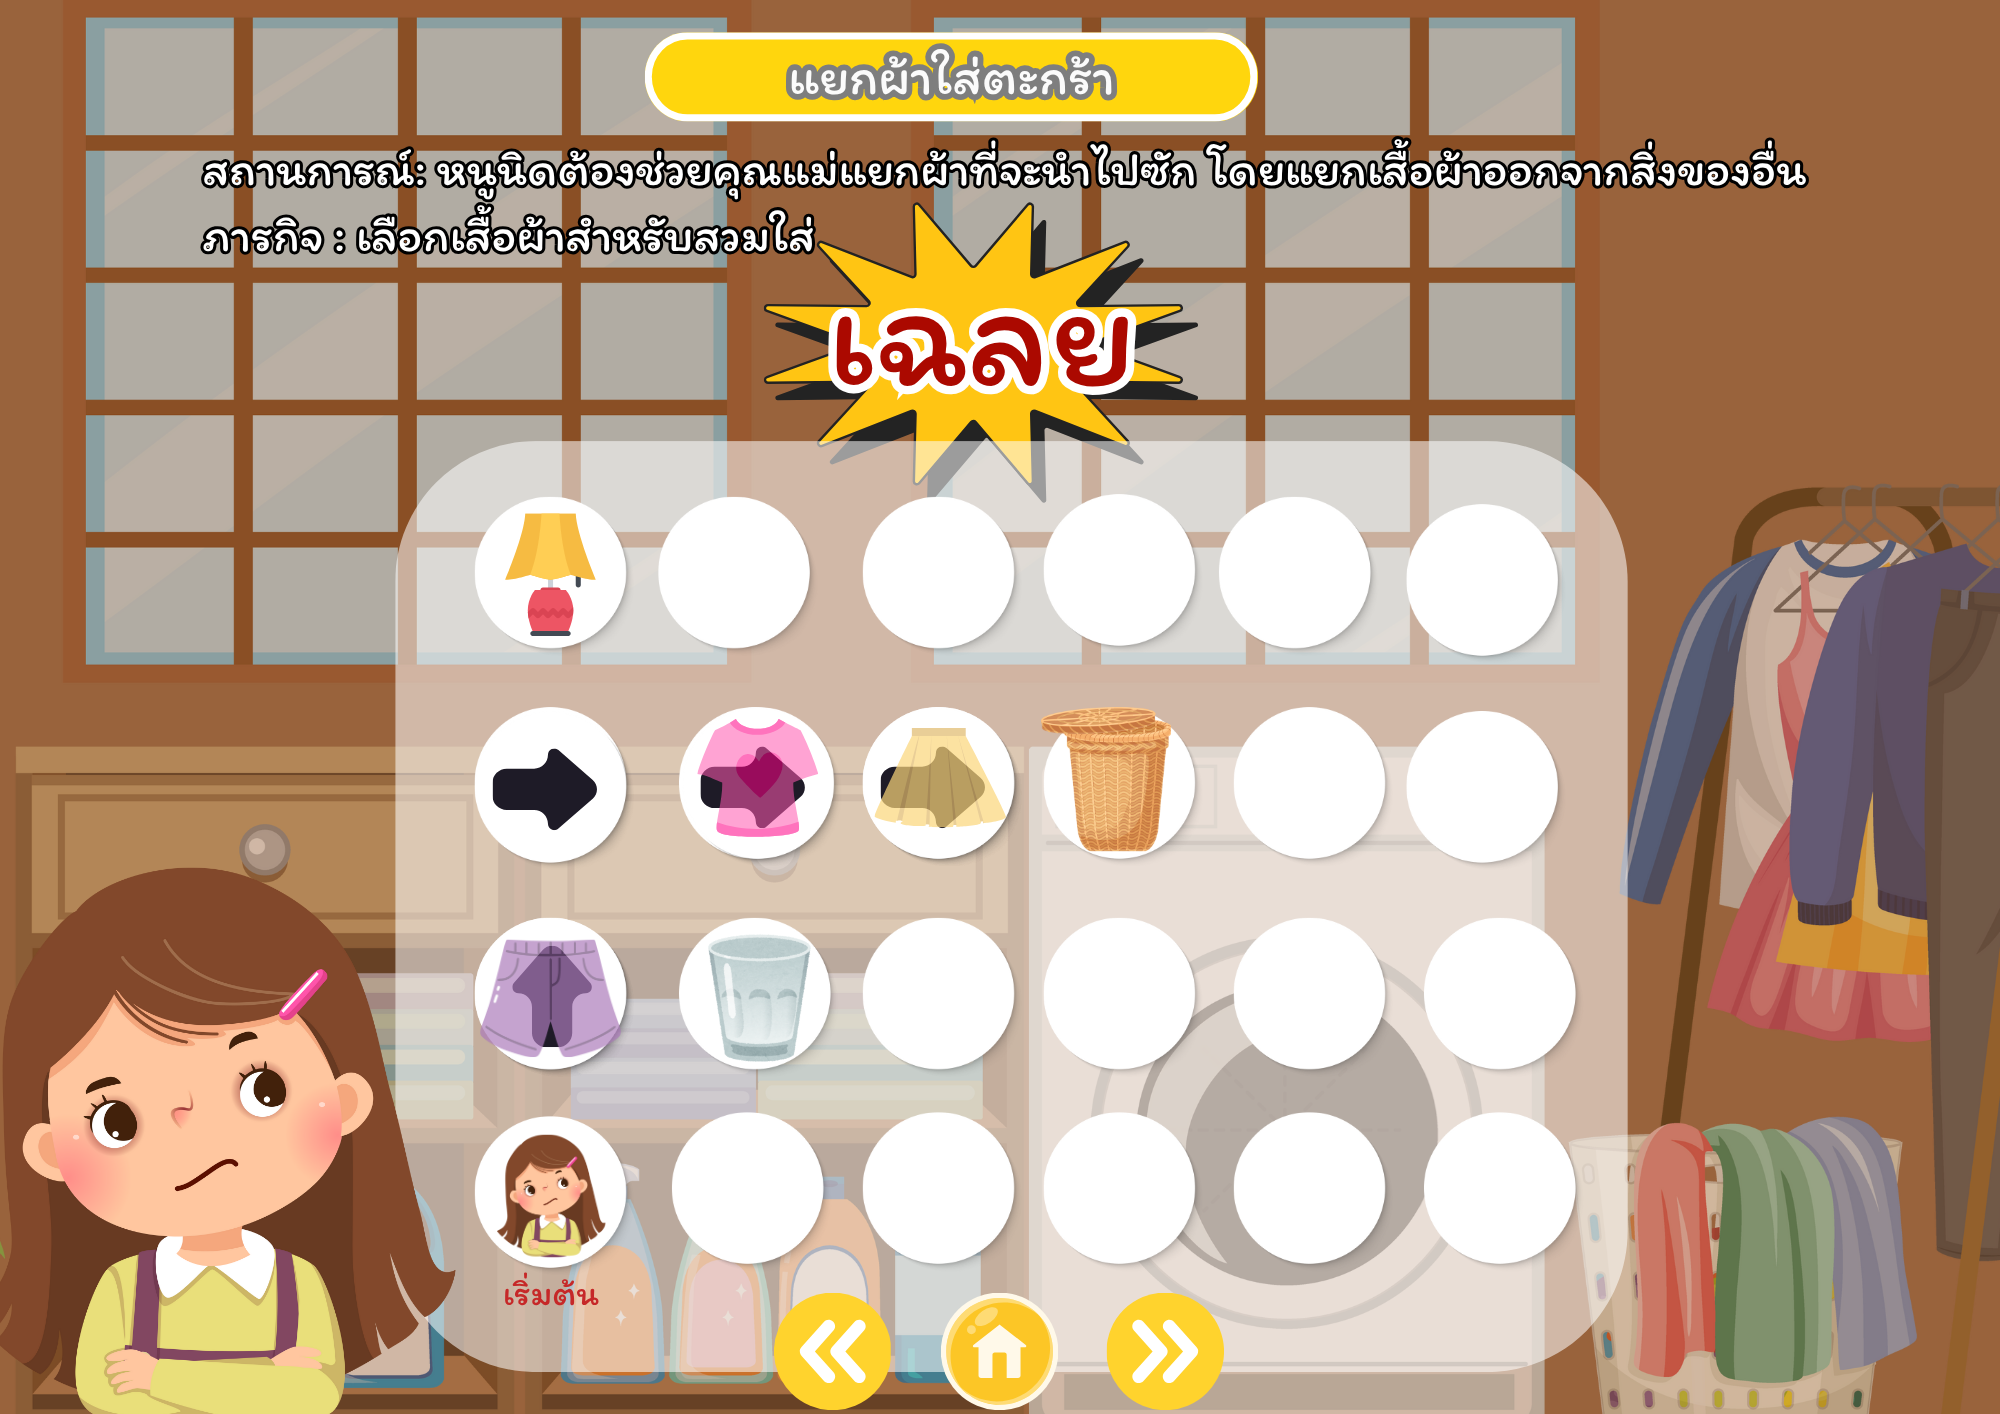 แยกผ้าใส่ตะกร้า
สถานการณ์: หนูนิดต้องช่วยคุณแม่แยกผ้าที่จะนำไปซัก โดยแยกเสื้อผ้าออกจากสิ่งของอื่น
ภารกิจ : เลือกเสื้อผ้าสำหรับสวมใส่
เฉลย
เริ่มต้น